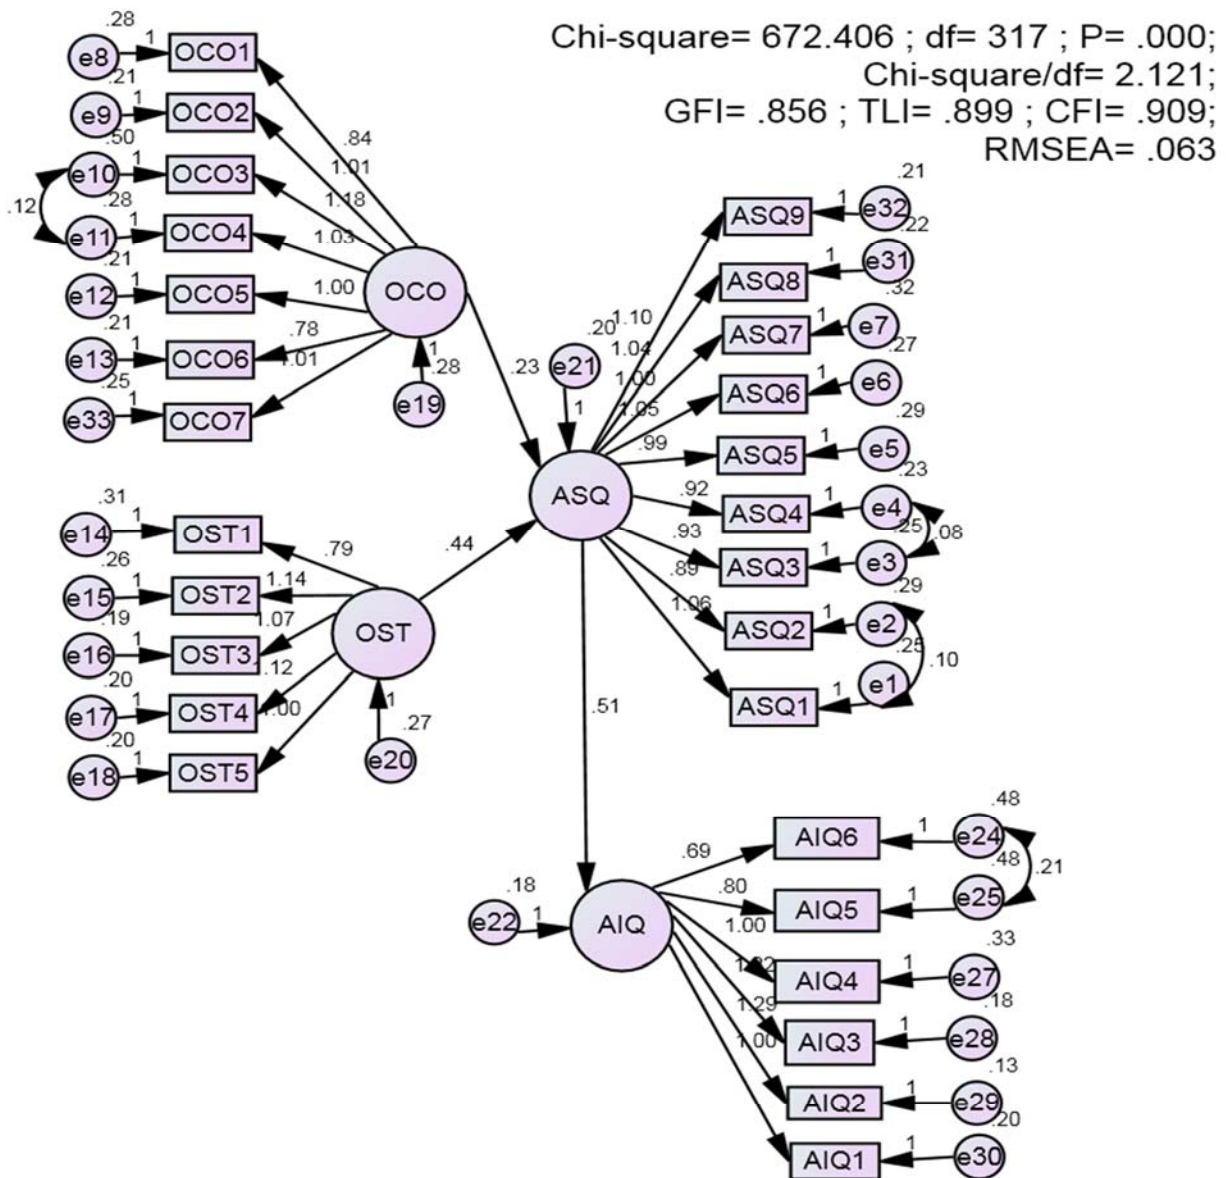 Chi-square= 672.406 ; df= 317 ; P= .000;
Chi-square/df= 2.121;
GFI= .856 ; TLI= .899 ; CFI= .909;
RMSEA= .063
.28
e8 1 OCO1
.21
e9 1 OCO2
.50
e10 1 OCO3
.28
e11 1 OCO4
.21
e12 1 OCO5
.21
e13 1 OCO6
.25
e33 1 OCO7
.12
.84
1.01
1.18
1.03
1.00
.78
1.01
OCO
1
.28
e19
.23
.31
e14 1 OST1
.26
e15 1 OST2
.19
e16 1 OST3
.20
e17 1 OST4
.20
e18 1 OST5
.79
1.14
1.07
.12
1.00
OST
1
.27
e20
.44
.20
e21
1
ASQ
1.10
1.04
1.00
1.05
.99
.92
.93
.89
1.06
.21
ASQ9 1 e32
.22
ASQ8 1 e31
.32
ASQ7 1 e7
.27
ASQ6 1 e6
.29
ASQ5 1 e5
.23
ASQ4 1 e4
.25
ASQ3 1 e3
.08
.29
ASQ2 1 e2
.25
ASQ1 1 e1
.10
.51
.18
e22 1
AIQ
.69
.80
1.00
1.29
1.00
.48
AIQ6 1 e24
.48
AIQ5 1 e25
.21
.33
AIQ4 1 e27
.18
AIQ3 1 e28
.13
AIQ2 1 e29
.20
AIQ1 1 e30